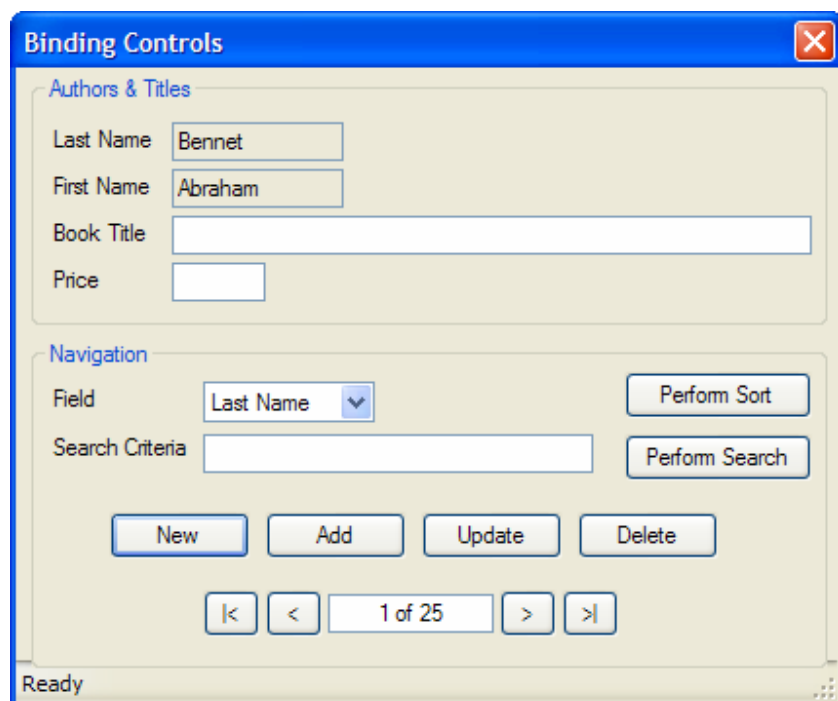 Binding Controls
Authors & Titles
Last Name Bennet
First Name Abraham
Book Title
Price
Navigation
Field Last Name Perform Sort
Search Criteria Perform Search
New Add Update Delete
|< < 1 of 25 > >|
Ready